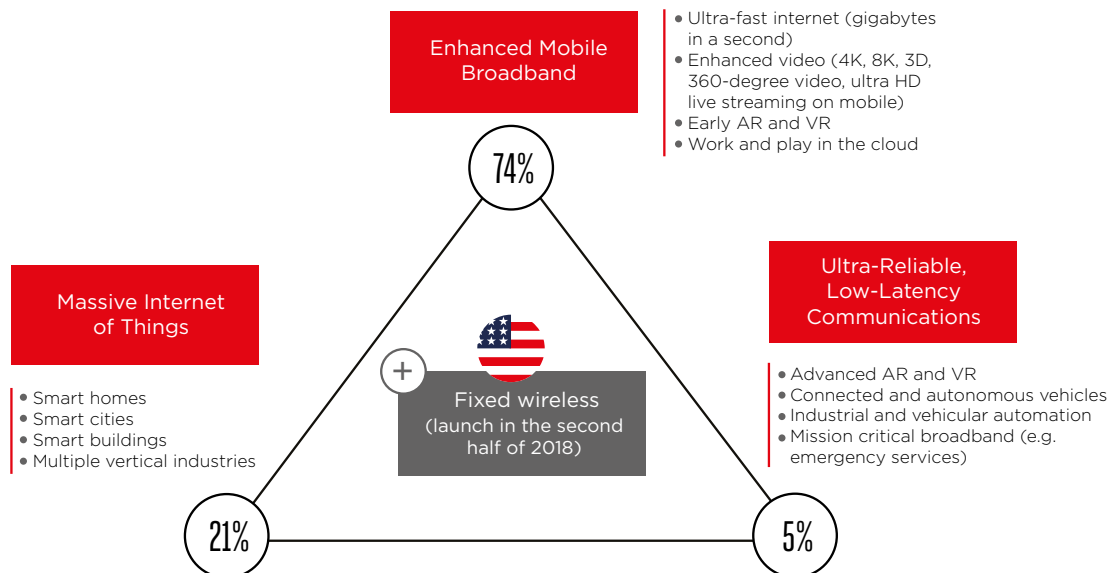 Enhanced Mobile
Broadband
• Ultra-fast internet (gigabytes
in a second)
• Enhanced video (4K, 8K, 3D,
360-degree video, ultra HD
live streaming on mobile)
• Early AR and VR
• Work and play in the cloud
74%
Massive Internet
of Things
• Smart homes
• Smart cities
• Smart buildings
• Multiple vertical industries
21%
+
Fixed wireless
(launch in the second
half of 2018)
Ultra-Reliable,
Low-Latency
Communications
• Advanced AR and VR
• Connected and autonomous vehicles
• Industrial and vehicular automation
• Mission critical broadband (e.g.
emergency services)
5%